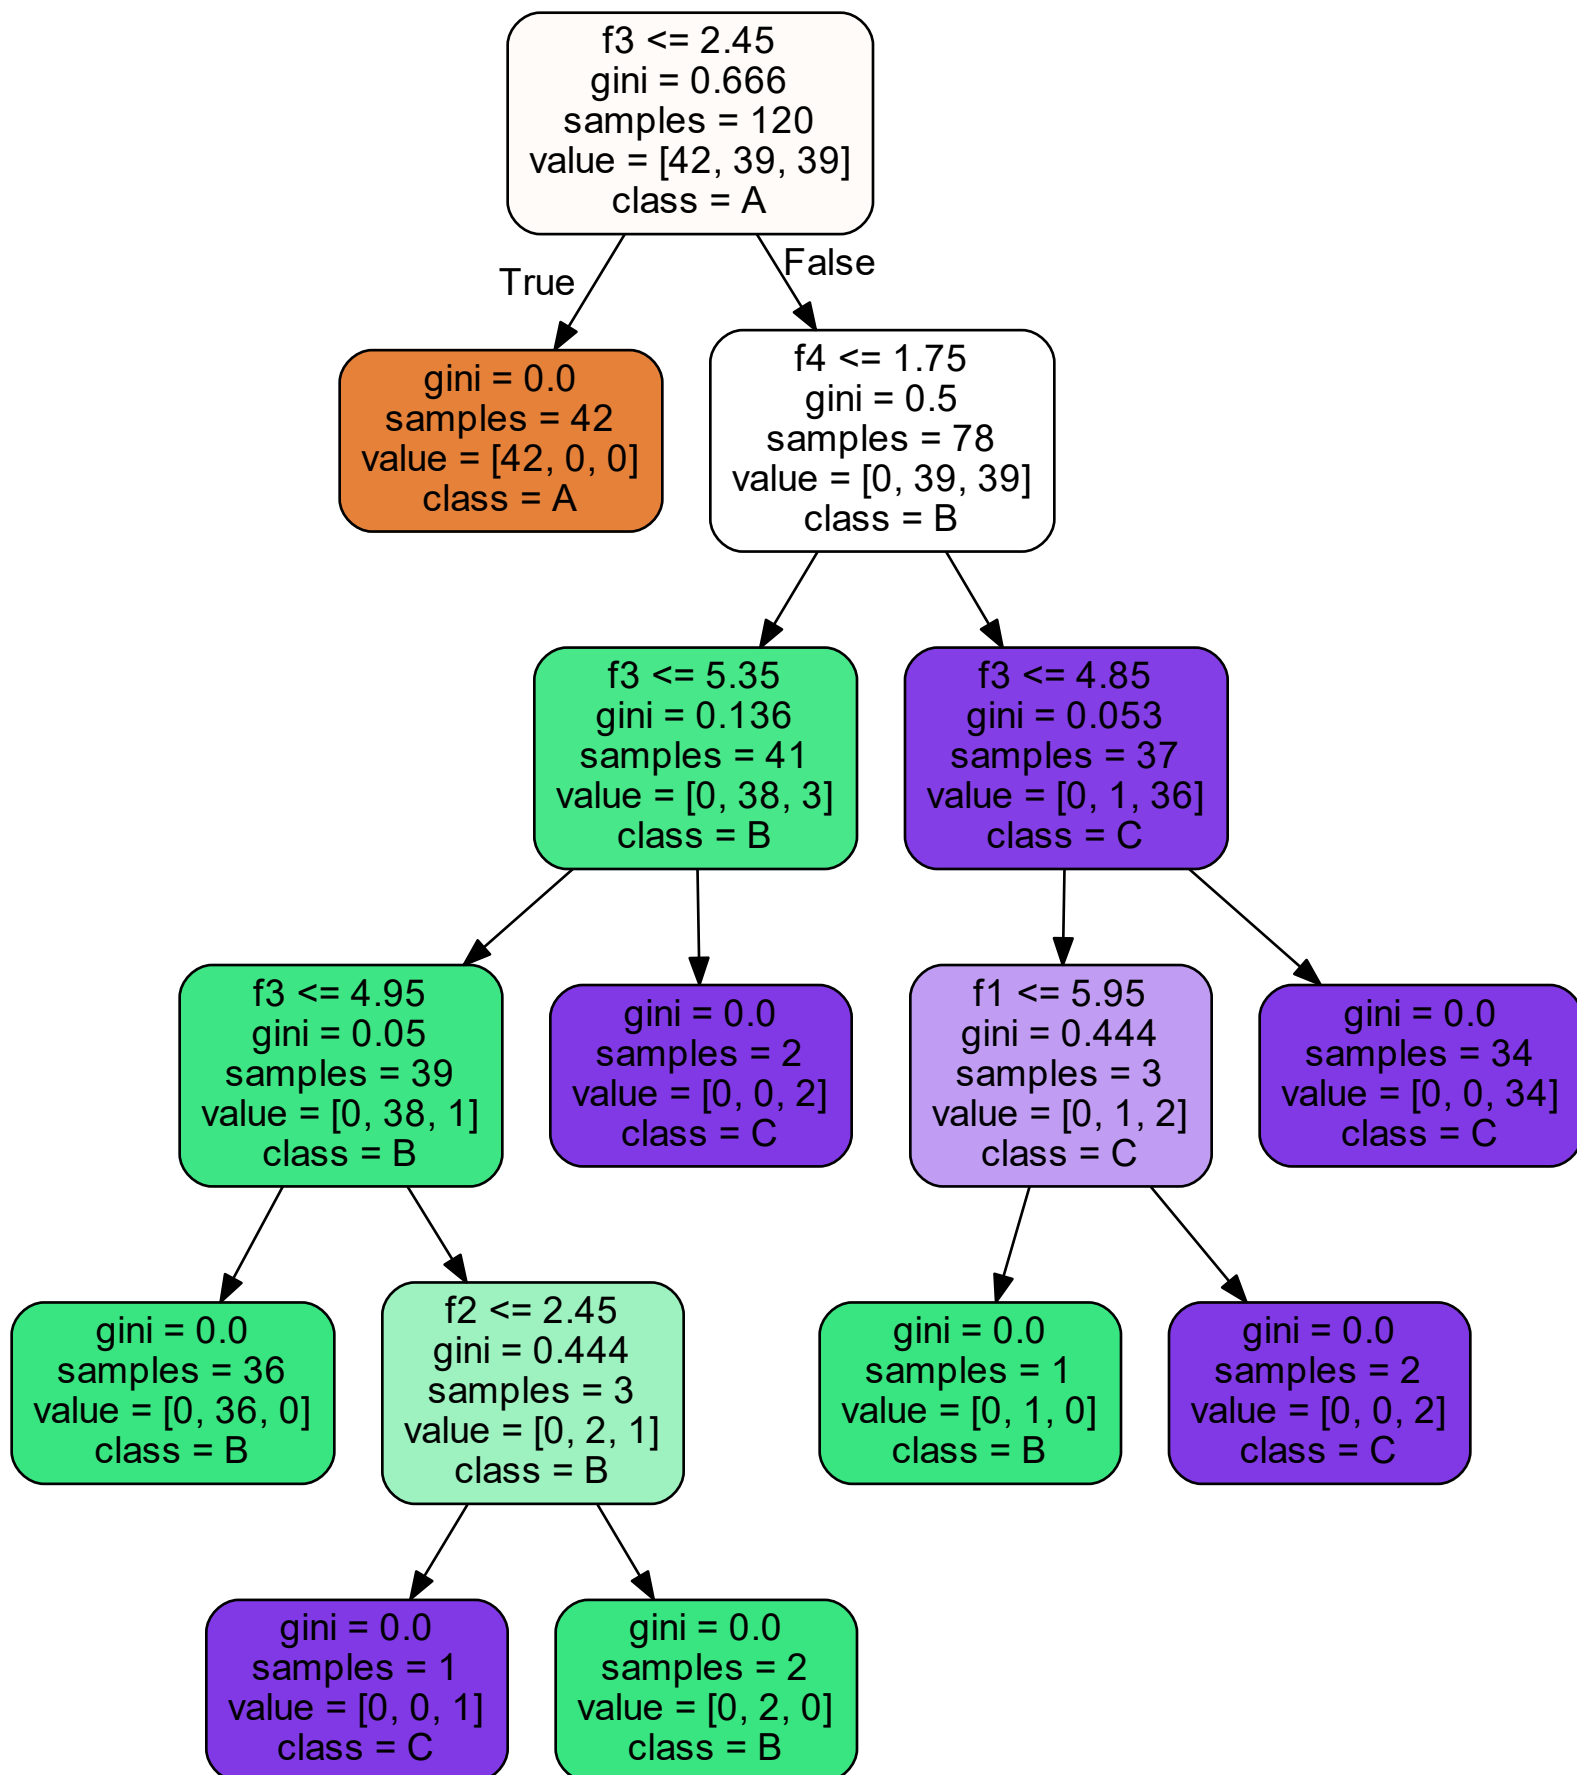 f3 <= 2.45
gini = 0.666
samples = 120
value = [42, 39, 39]
class = A
True
False
gini = 0.0
samples = 42
value = [42, 0, 0]
class = A
f4 <= 1.75
gini = 0.5
samples = 78
value = [0, 39, 39]
class = B
f3 <= 5.35
gini = 0.136
samples = 41
value = [0, 38, 3]
class = B
f3 <= 4.85
gini = 0.053
samples = 37
value = [0, 1, 36]
class = C
f3 <= 4.95
gini = 0.05
samples = 39
value = [0, 38, 1]
class = B
gini = 0.0
samples = 2
value = [0, 0, 2]
class = C
f1 <= 5.95
gini = 0.444
samples = 3
value = [0, 1, 2]
class = C
gini = 0.0
samples = 34
value = [0, 0, 34]
class = C
gini = 0.0
samples = 36
value = [0, 36, 0]
class = B
f2 <= 2.45
gini = 0.444
samples = 3
value = [0, 2, 1]
class = B
gini = 0.0
samples = 1
value = [0, 1, 0]
class = B
gini = 0.0
samples = 2
value = [0, 0, 2]
class = C
gini = 0.0
samples = 1
value = [0, 0, 1]
class = C
gini = 0.0
samples = 2
value = [0, 2, 0]
class = B